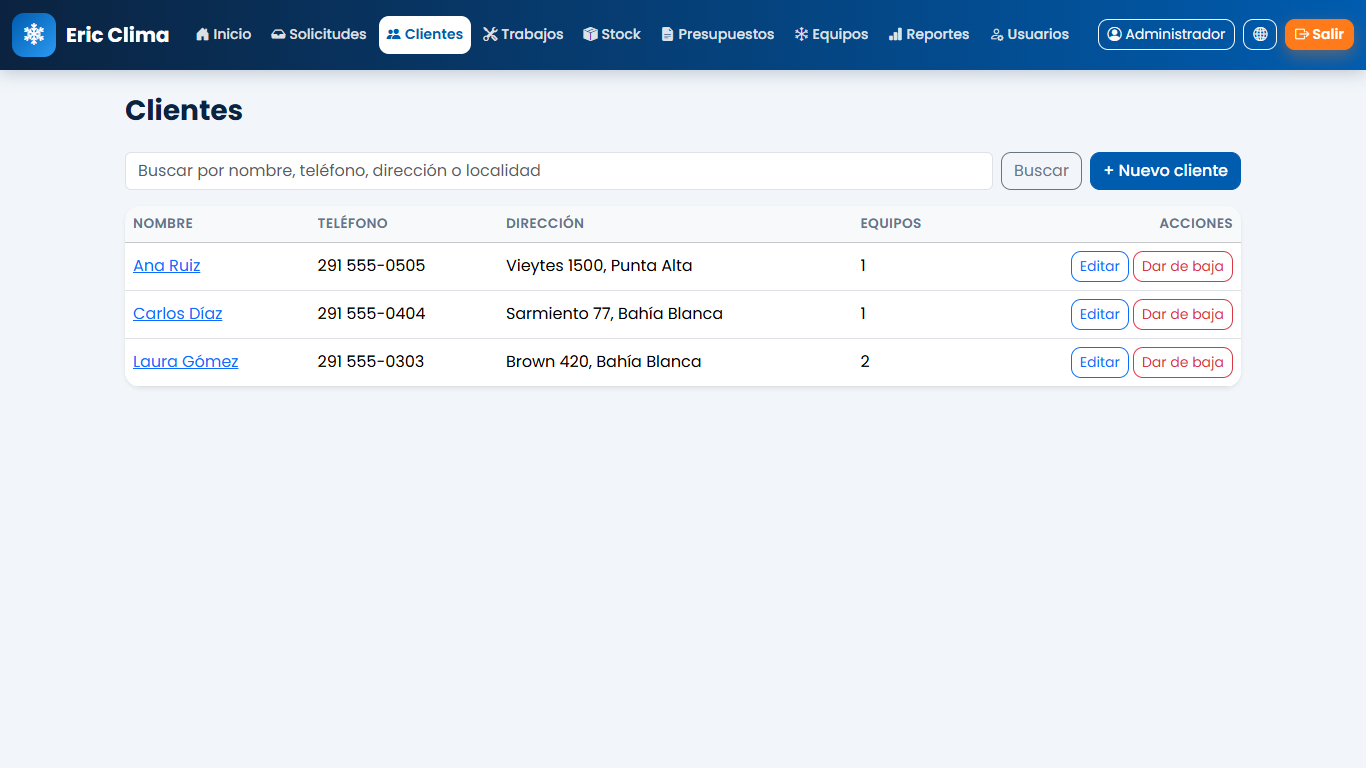 Eric Clima Inicio Solicitudes Clientes Trabajos Stock Presupuestos Equipos Reportes Usuarios Administrador Salir
Clientes
Buscar por nombre, teléfono, dirección o localidad Buscar + Nuevo cliente
NOMBRE TELÉFONO DIRECCIÓN EQUIPOS ACCIONES
Ana Ruiz 291 555-0505 Vieytes 1500, Punta Alta 1 Editar Dar de baja
Carlos Díaz 291 555-0404 Sarmiento 77, Bahía Blanca 1 Editar Dar de baja
Laura Gómez 291 555-0303 Brown 420, Bahía Blanca 2 Editar Dar de baja